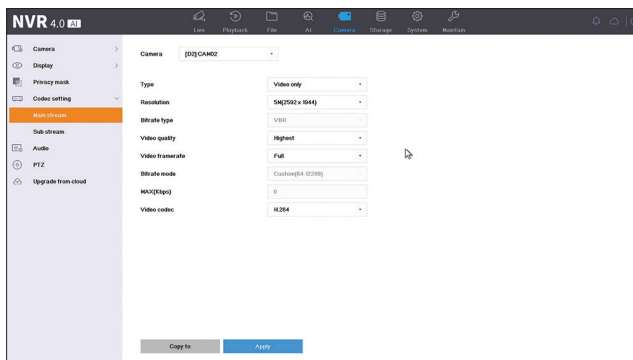 NVR 4.0 AI
Live Playback File AI Camera Storage System Maintain
Camera
Display
Privacy mask
Codec setting
Main stream
Sub stream
Audio
PTZ
Upgrade from cloud
Camera [D2]CAM02
Type Video only
Resolution 5M(2592 x 1944)
Bitrate type VBR
Video quality Highest
Video framerate Full
Bitrate mode Custom(64-12288)
MAX(Kbps) 0
Video codec H.264
Copy to Apply